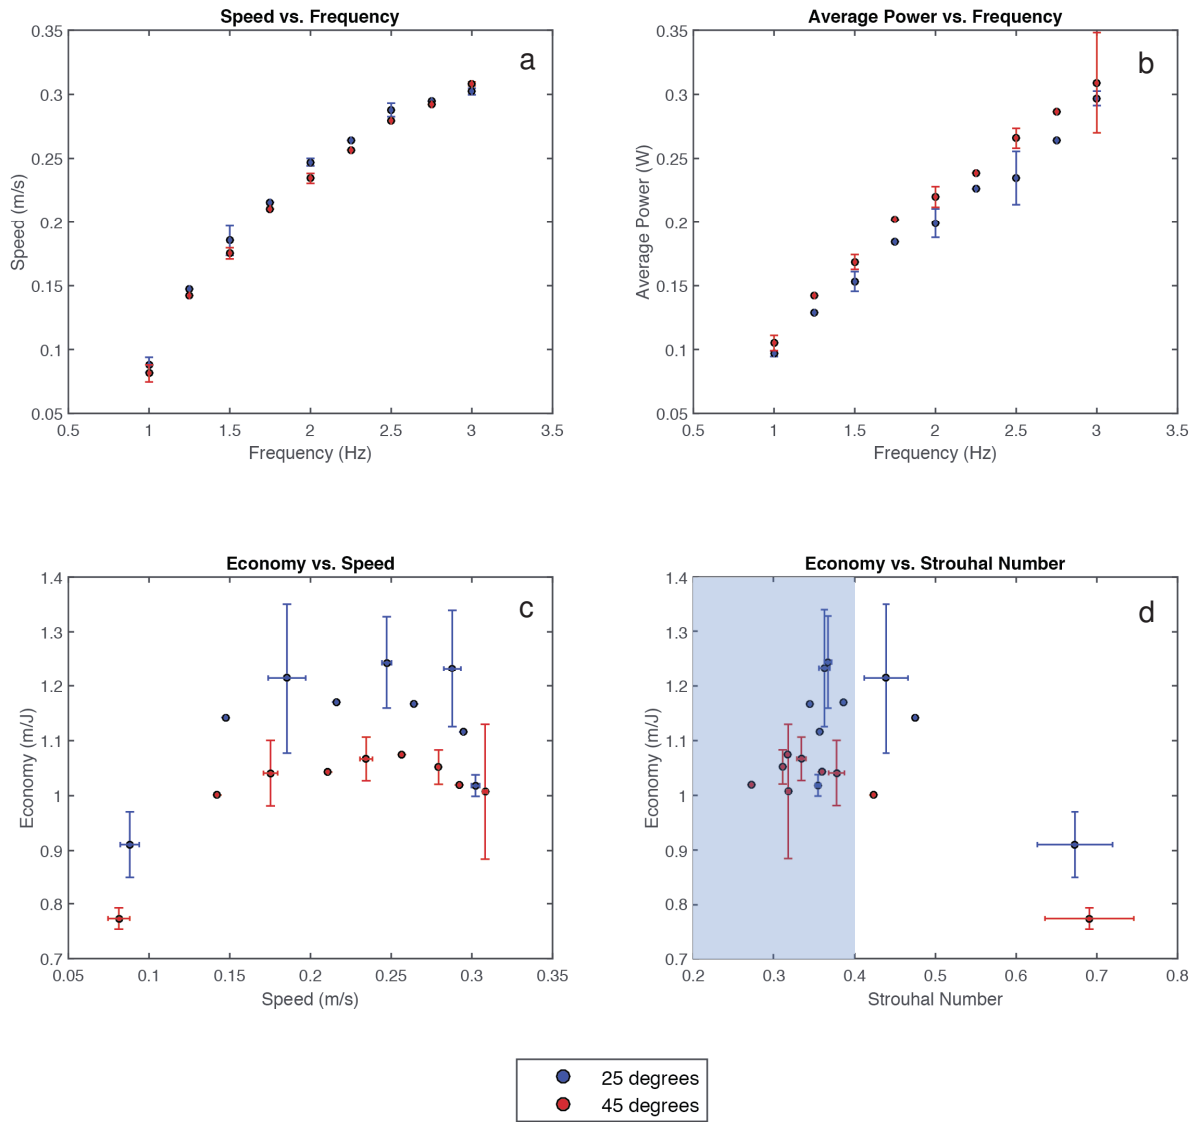 Speed vs. Frequency
a
0.35
0.3
0.25
0.2
0.15
0.1
0.05
Speed (m/s)
0.5 1 1.5 2 2.5 3 3.5
Frequency (Hz)
Average Power vs. Frequency
b
0.35
0.3
0.25
0.2
0.15
0.1
0.05
Average Power (W)
0.5 1 1.5 2 2.5 3 3.5
Frequency (Hz)
Economy vs. Speed
c
1.4
1.3
1.2
1.1
1
0.9
0.8
0.7
Economy (m/J)
0.05 0.1 0.15 0.2 0.25 0.3 0.35
Speed (m/s)
Economy vs. Strouhal Number
d
1.4
1.3
1.2
1.1
1
0.9
0.8
0.7
Economy (m/J)
0.2 0.3 0.4 0.5 0.6 0.7 0.8
Strouhal Number
25 degrees
45 degrees